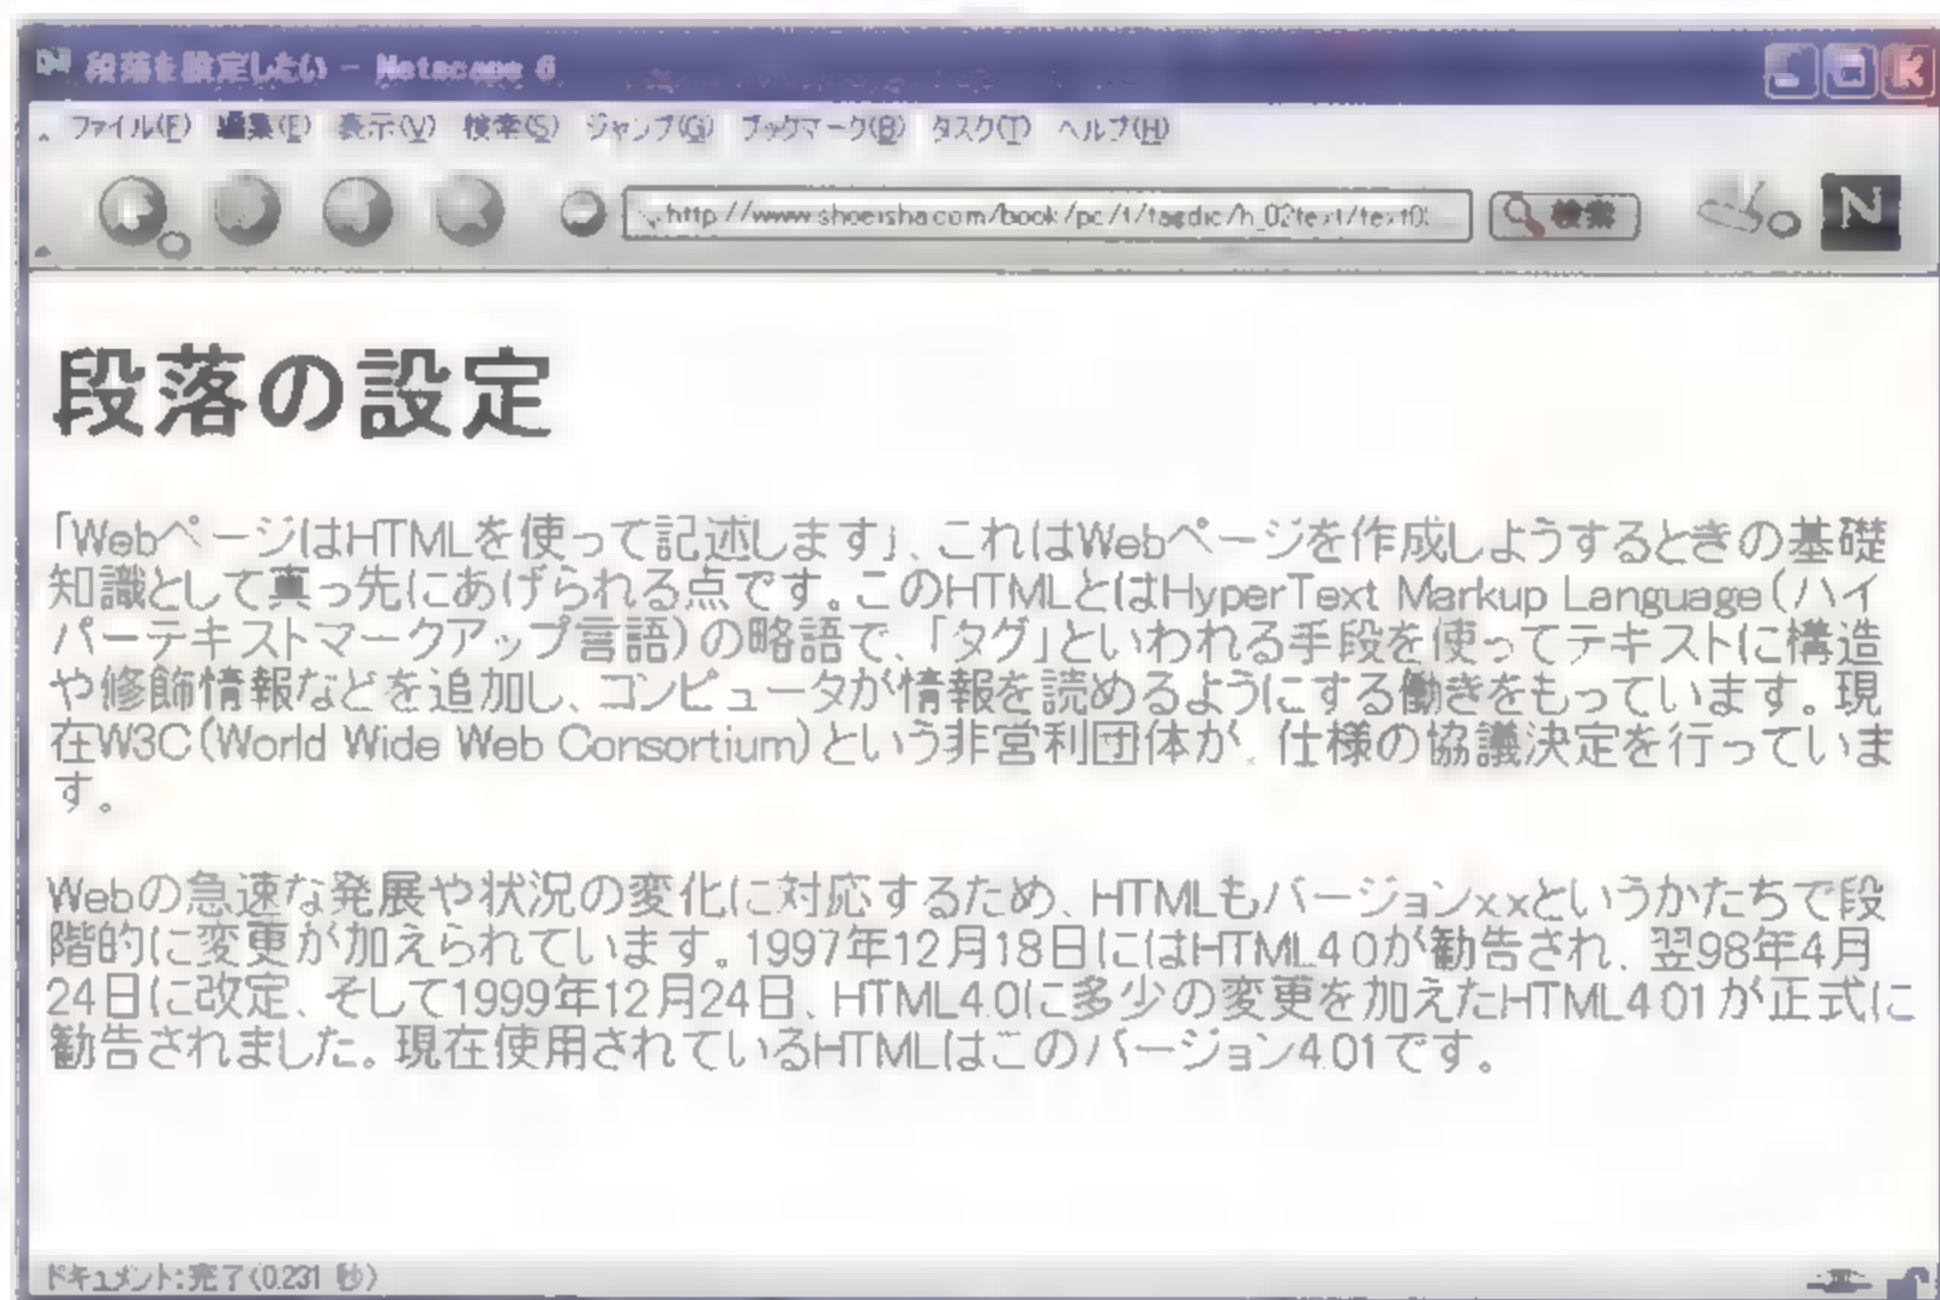 段落を設定したい - Netscape 6
ファイル(F) 編集(E) 表示(V) 検索(S) ジャンプ(G) ブックマーク(B) タスク(T) ヘルプ(H)
http://www.shoeisha.com/book/pc/t/tagdic/h_02text/text0 検索 N
段落の設定
「WebページはHTMLを使って記述します」、これはWebページを作成しようするときの基礎
知識として真っ先にあげられる点です。このHTMLとはHyperText Markup Language(ハイ
パーテキストマークアップ言語)の略語で、「タグ」といわれる手段を使ってテキストに構造
や修飾情報などを追加し、コンピュータが情報を読めるようにする働きをもっています。現
在W3C(World Wide Web Consortium)という非営利団体が、仕様の協議決定を行っていま
す。
Webの急速な発展や状況の変化に対応するため、HTMLもバージョンx.xというかたちで段
階的に変更が加えられています。1997年12月18日にはHTML4.0が勧告され、翌98年4月
24日に改定、そして1999年12月24日、HTML4.0に多少の変更を加えたHTML4.01が正式に
勧告されました。現在使用されているHTMLはこのバージョン4.01です。
ドキュメント:完了(0.231 秒)